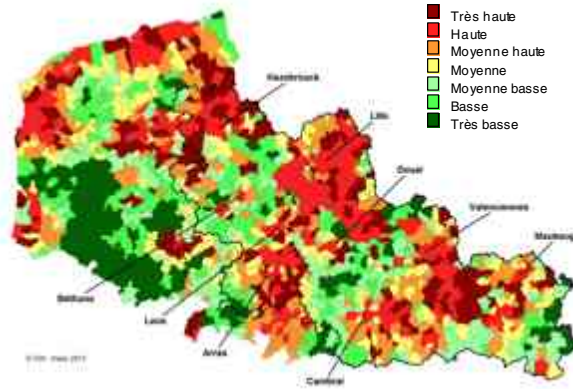 Très haute
Haute
Moyenne haute
Moyenne
Moyenne basse
Basse
Très basse
Hazebrouck
Lille
Douai
Valenciennes
Maubeuge
Béthune
Lens
Arras
Cambrai